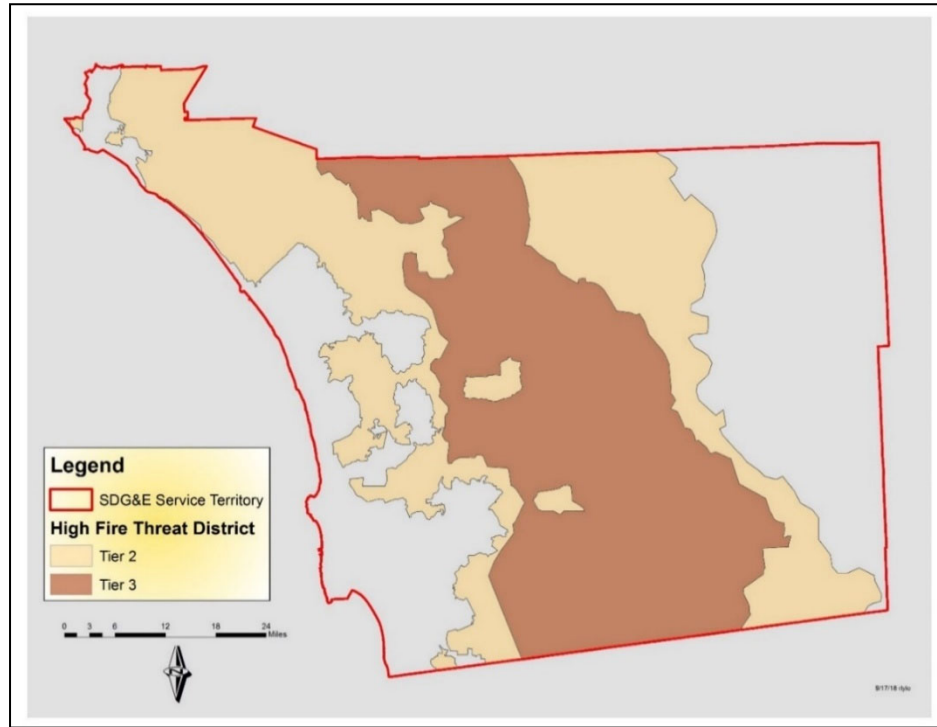 Legend
SDG&E Service Territory
High Fire Threat District
Tier 2
Tier 3
0 3 6 12 18 24
Miles
N